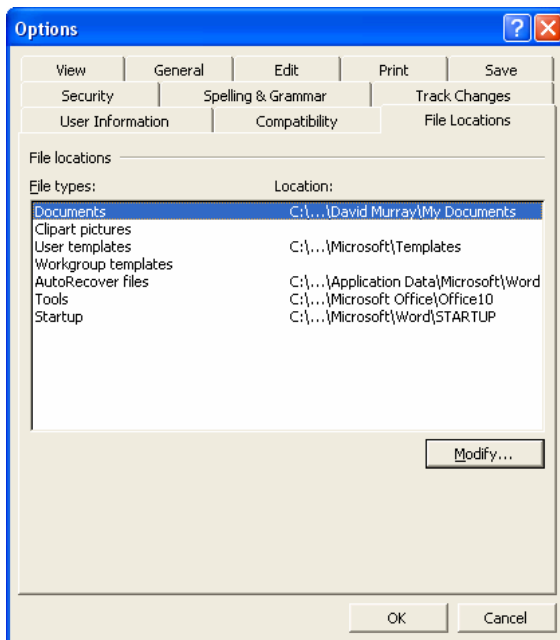 Options
View General Edit Print Save
Security Spelling & Grammar Track Changes
User Information Compatibility File Locations
File locations
File types: Location:
Documents C:\...\David Murray\My Documents
Clipart pictures
User templates C:\...\Microsoft\Templates
Workgroup templates
AutoRecover files C:\...\Application Data\Microsoft\Word
Tools C:\...\Microsoft Office\Office10
Startup C:\...\Microsoft\Word\STARTUP
Modify...
OK Cancel